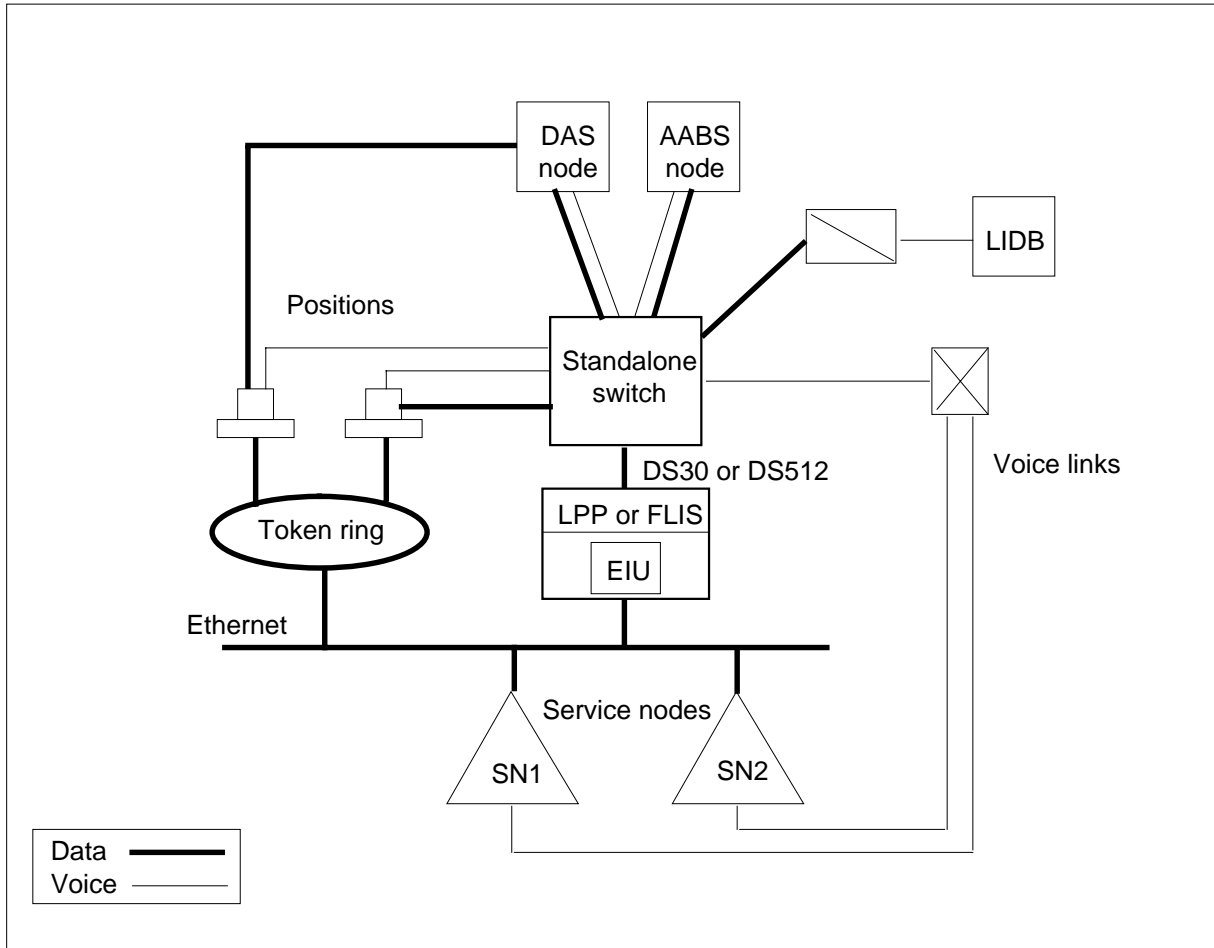 DAS
node
AABS
node
LIDB
Positions
Standalone
switch
DS30 or DS512
Voice links
LPP or FLIS
Token ring
EIU
Ethernet
Service nodes
SN1
SN2
Data
Voice